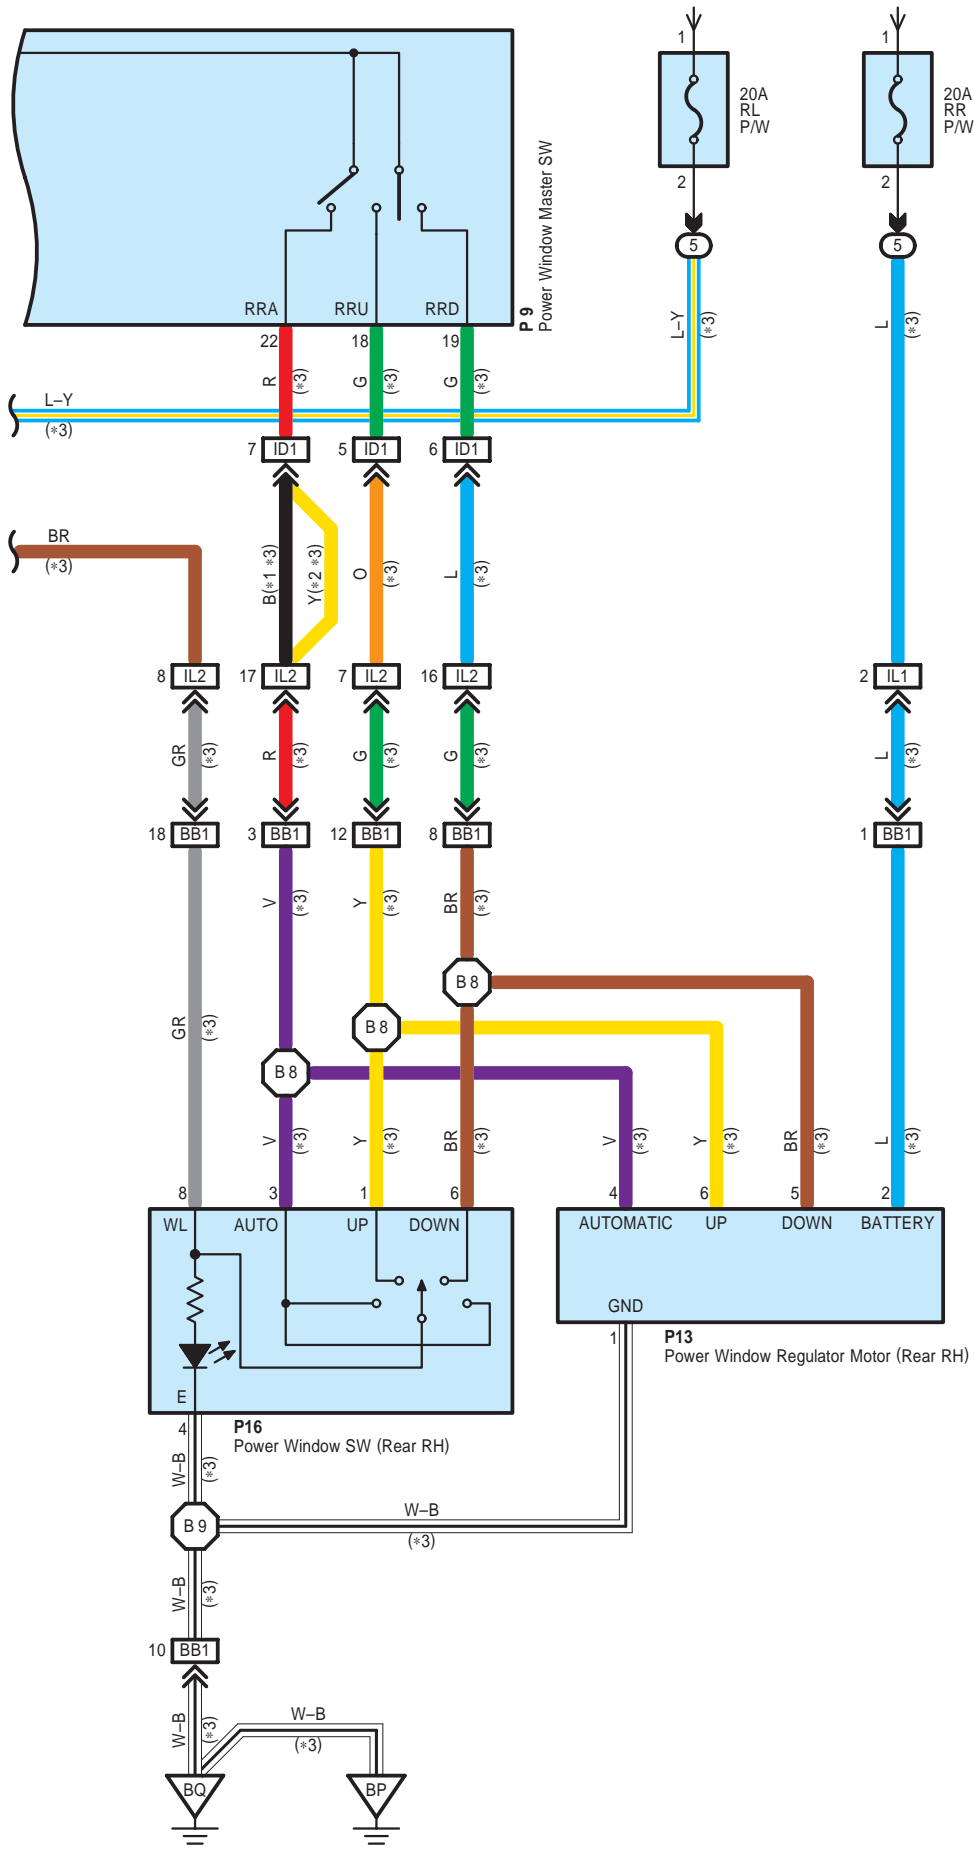 1
1
20A
RL
P/W
20A
RR
P/W
2
2
5
5
P 9
Power Window Master SW
RRA
RRU
RRD
22
18
19
R
(*3)
G
(*3)
G
(*3)
L–Y
(*3)
L
(*3)
L–Y
(*3)
7
ID1
5
ID1
6
ID1
BR
(*3)
B(*1 *3)
Y(*2 *3)
O
(*3)
L
(*3)
8
IL2
17
IL2
7
IL2
16
IL2
2
IL1
GR
(*3)
R
(*3)
G
(*3)
G
(*3)
L
(*3)
18
BB1
3
BB1
12
BB1
8
BB1
1
BB1
V
(*3)
Y
(*3)
BR
(*3)
B 8
B 8
B 8
GR
(*3)
V
(*3)
Y
(*3)
BR
(*3)
V
(*3)
Y
(*3)
BR
(*3)
L
(*3)
8
3
1
6
4
6
5
2
WL
AUTO
UP
DOWN
AUTOMATIC
UP
DOWN
BATTERY
GND
1
P13
Power Window Regulator Motor (Rear RH)
E
4
P16
Power Window SW (Rear RH)
W–B
(*3)
B 9
W–B
(*3)
W–B
(*3)
10
BB1
W–B
(*3)
W–B
(*3)
BQ
BP